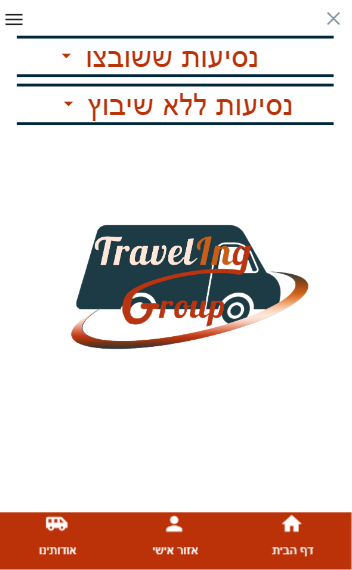 נסיעות ששובצו
נסיעות ללא שיבוץ
TravelIng
Group
דף הבית
אזור אישי
אודותינו